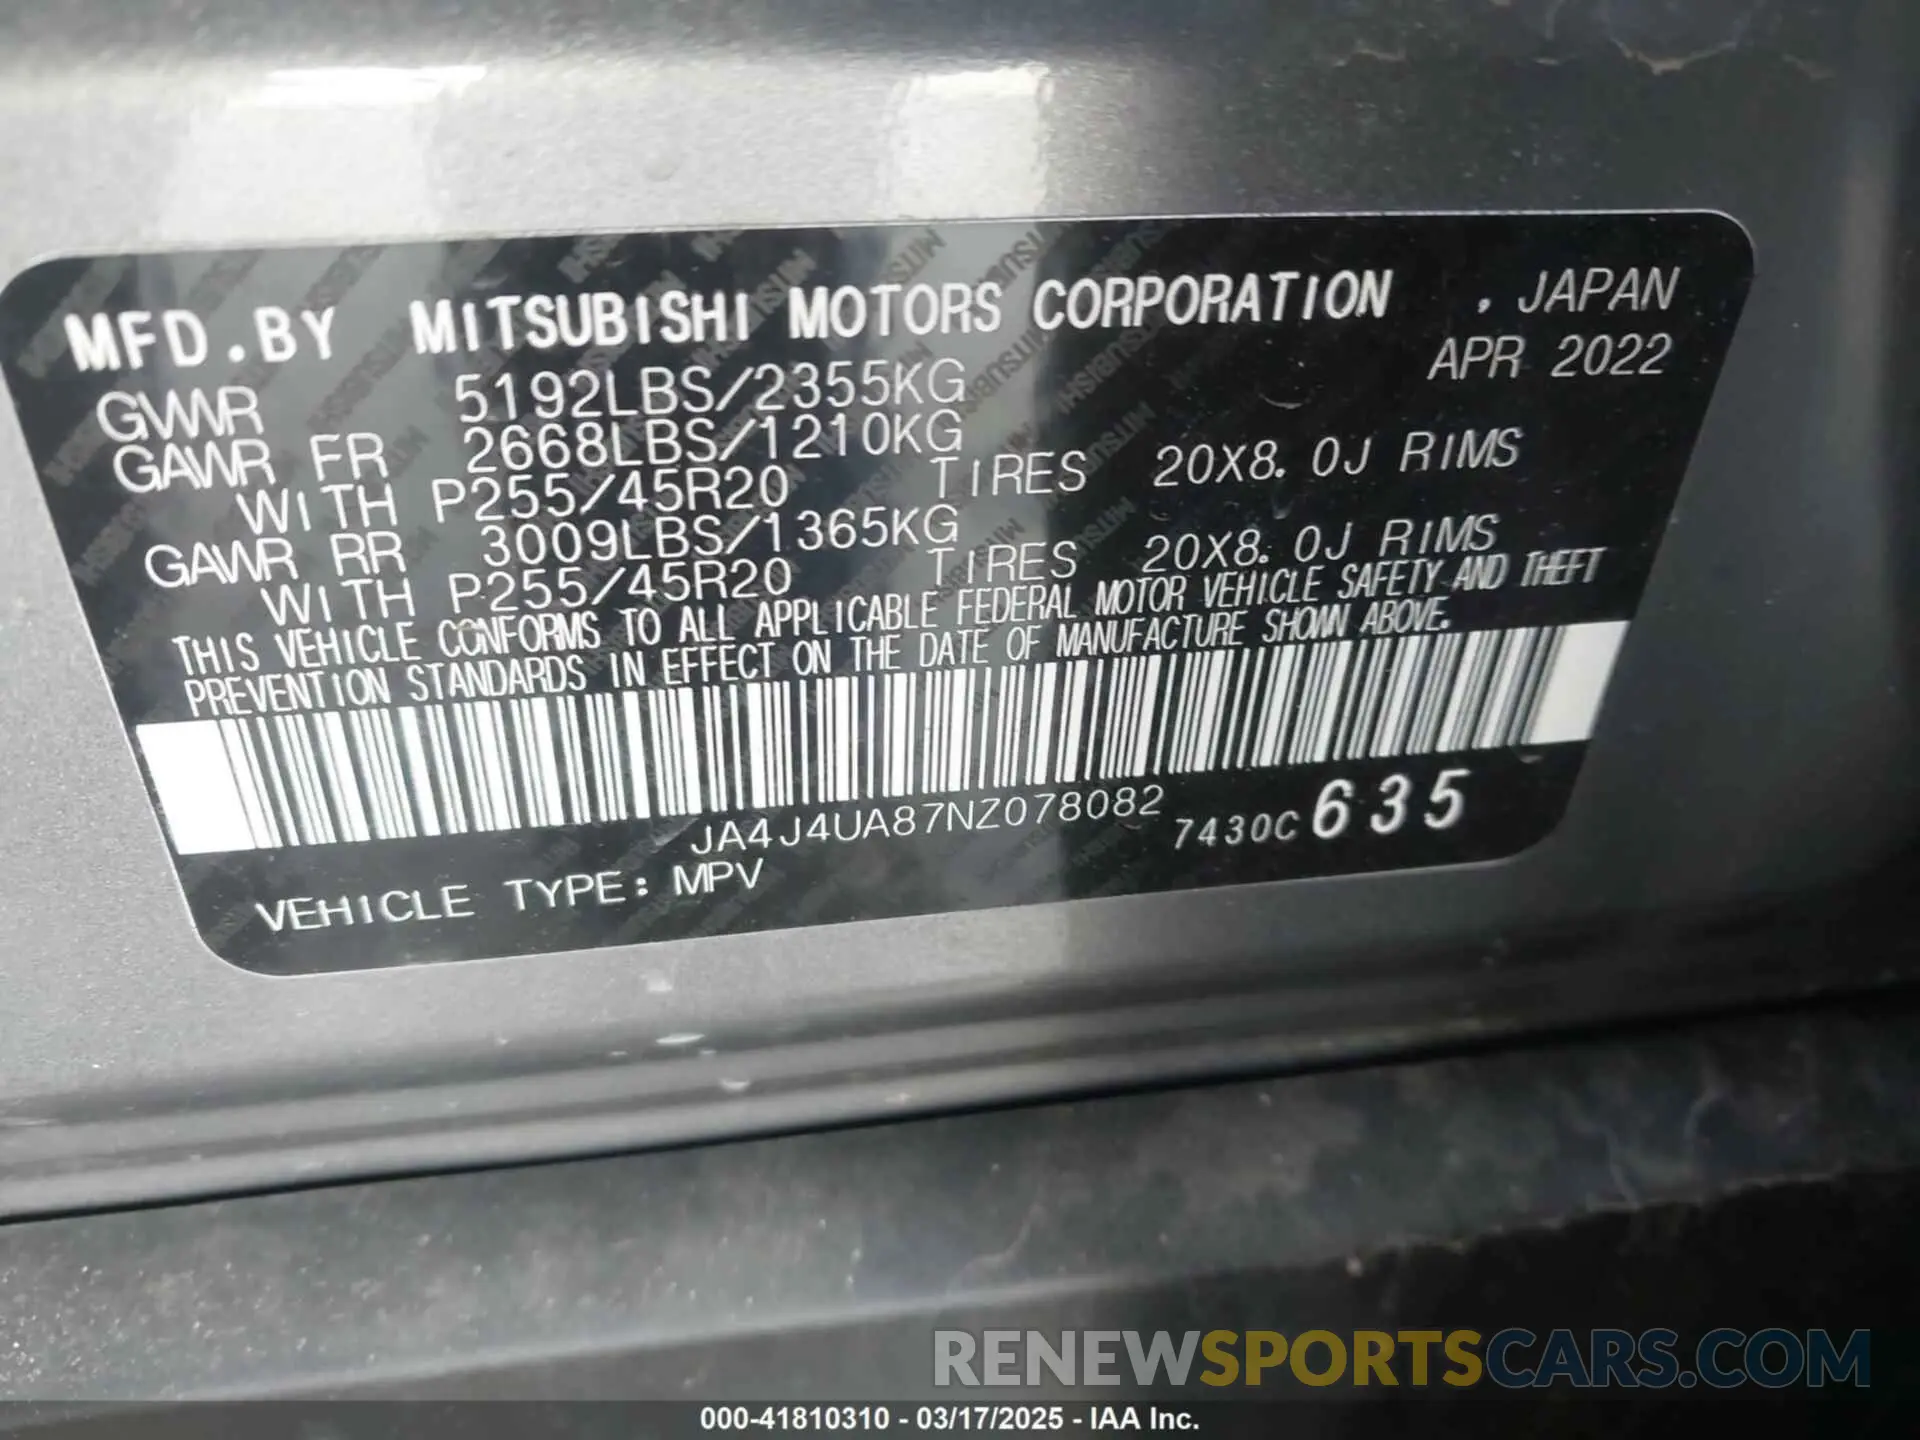 MFD.BY MITSUBISHI MOTORS CORPORATION , JAPAN
APR 2022
GVWR 5192LBS/2355KG
GAWR FR 2668LBS/1210KG
WITH P255/45R20 TIRES 20X8.0J RIMS
GAWR RR 3009LBS/1365KG
WITH P255/45R20 TIRES 20X8.0J RIMS
THIS VEHICLE CONFORMS TO ALL APPLICABLE FEDERAL MOTOR VEHICLE SAFETY AND THEFT
PREVENTION STANDARDS IN EFFECT ON THE DATE OF MANUFACTURE SHOWN ABOVE.
JA4J4UA87NZ078082 7430C 635
VEHICLE TYPE: MPV
RENEWSPORTSCARS.COM
000-41810310 - 03/17/2025 - IAA Inc.